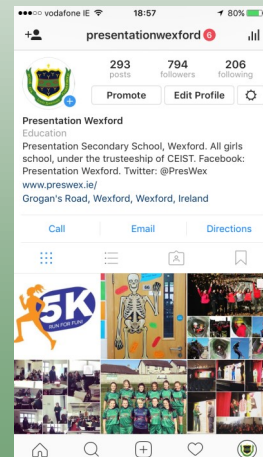 vodafone IE 18:57 80%
presentationwexford 6
293 794 206
posts followers following
Promote Edit Profile
Presentation Wexford
Education
Presentation Secondary School, Wexford. All girls
school, under the trusteeship of CEIST. Facebook:
Presentation Wexford. Twitter: @PresWex
www.preswex.ie/
Grogan's Road, Wexford, Wexford, Ireland
Call Email Directions
5K
RUN FOR FUN!